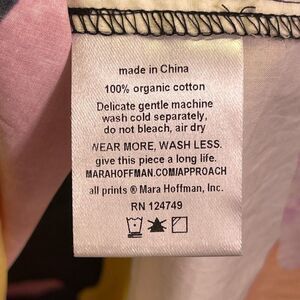 made in China
100% organic cotton
Delicate gentle machine
wash cold separately,
do not bleach, air dry
WEAR MORE, WASH LESS.
give this piece a long life.
MARAHOFFMAN.COM/APPROACH
all prints ® Mara Hoffman, Inc.
RN 124749